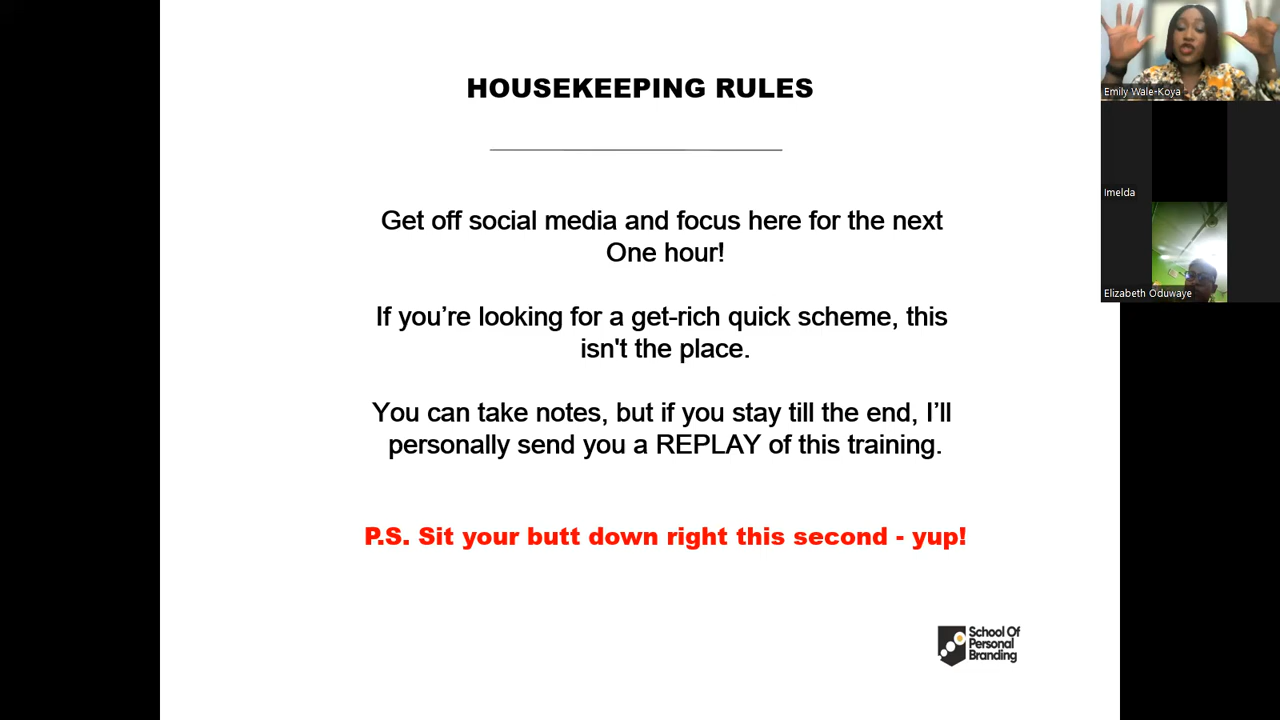 HOUSEKEEPING RULES
Get off social media and focus here for the next
One hour!
If you’re looking for a get-rich quick scheme, this
isn't the place.
You can take notes, but if you stay till the end, I’ll
personally send you a REPLAY of this training.
P.S. Sit your butt down right this second - yup!
School Of
Personal
Branding
Emily Wale-Koya
Imelda
Elizabeth Oduwaye